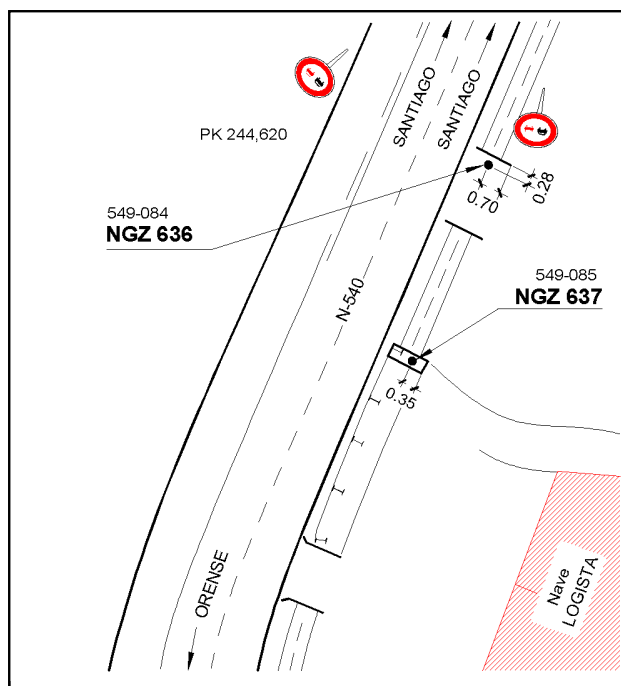 SANTIAGO
SANTIAGO
PK 244,620
0.28
0.70
549-084
NGZ 636
549-085
NGZ 637
N-540
0.35
ORENSE
Nave
LOGISTA